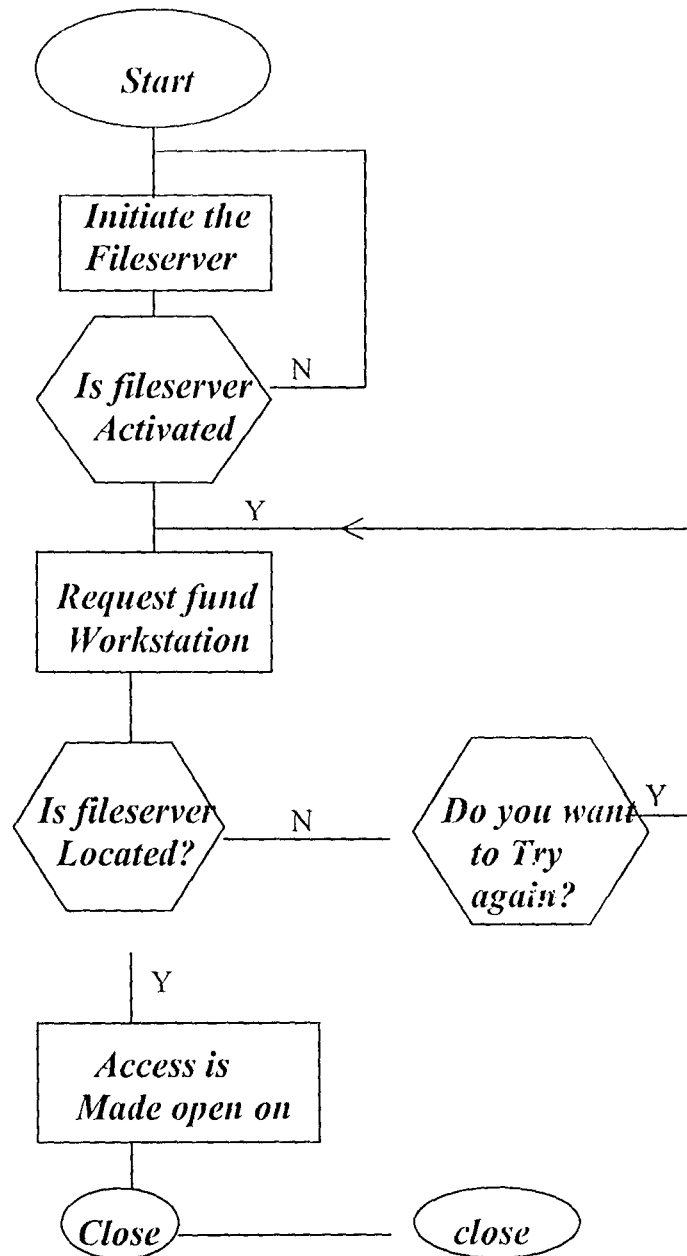 Start
Initiate the
Fileserver
N
Is fileserver
Activated
Y
Request fund
Workstation
Is fileserver
Located?
N
Do you want
to Try
again?
Y
Y
Access is
Made open on
Close
close